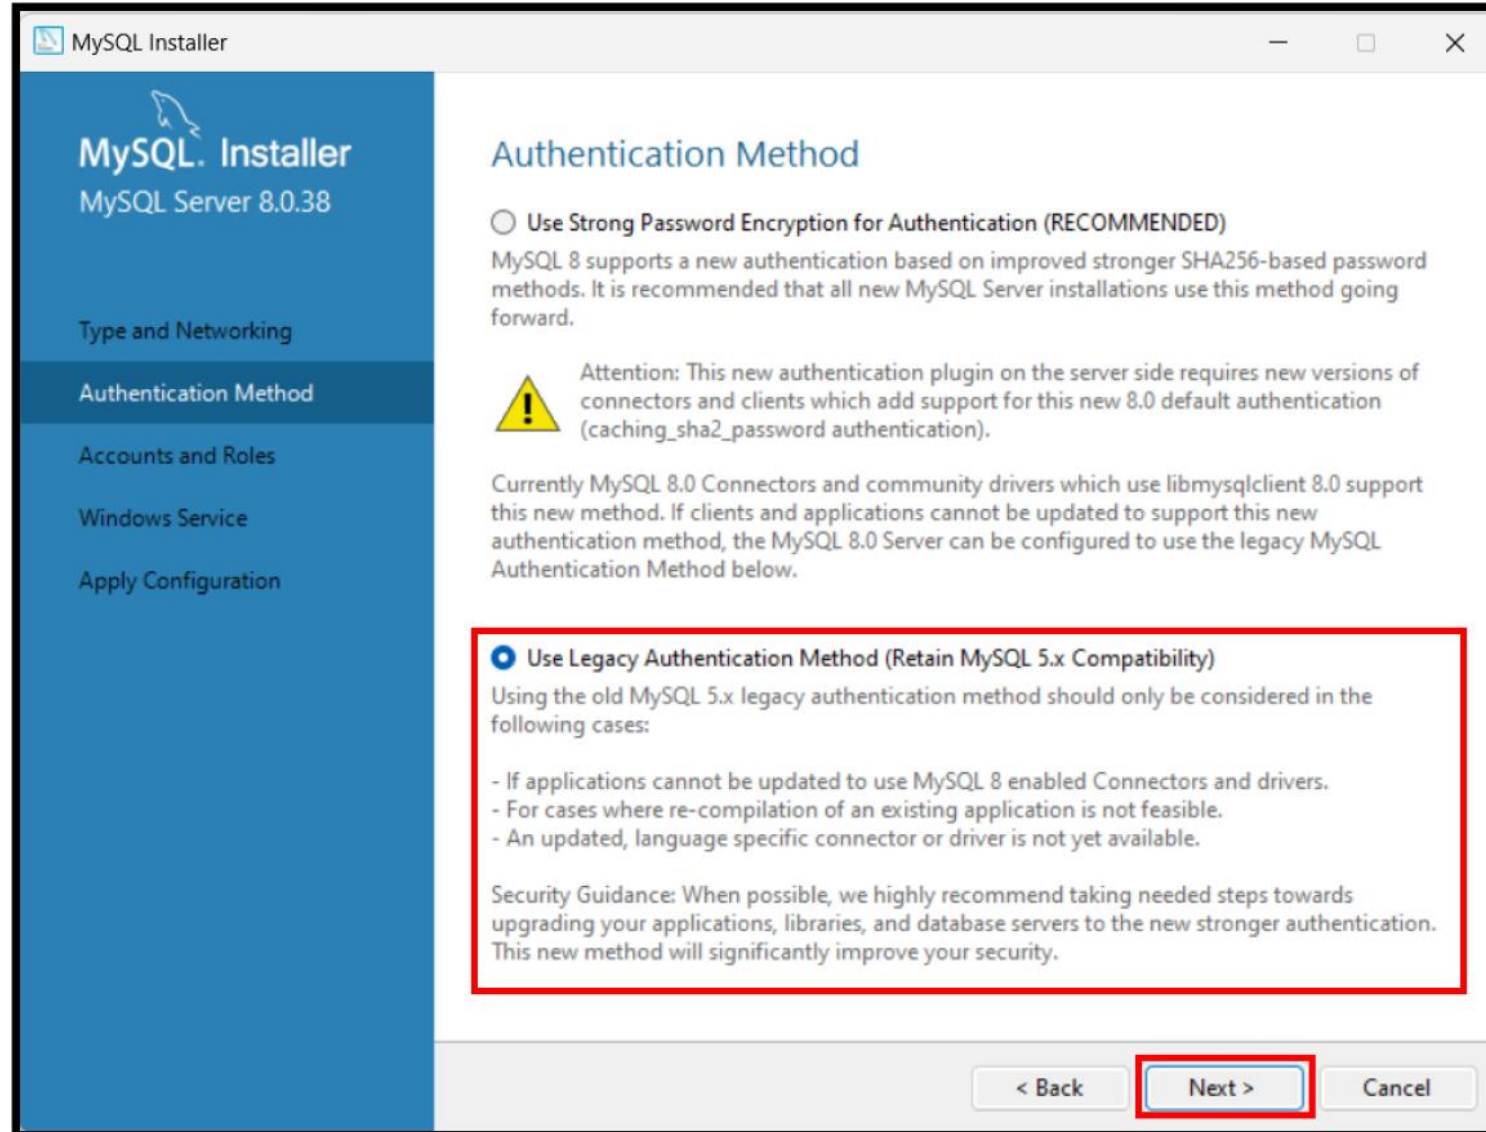 MySQL Installer
MySQL. Installer
MySQL Server 8.0.38
Type and Networking
Authentication Method
Accounts and Roles
Windows Service
Apply Configuration
Authentication Method
Use Strong Password Encryption for Authentication (RECOMMENDED)
MySQL 8 supports a new authentication based on improved stronger SHA256-based password
methods. It is recommended that all new MySQL Server installations use this method going
forward.
Attention: This new authentication plugin on the server side requires new versions of
connectors and clients which add support for this new 8.0 default authentication
(caching_sha2_password authentication).
Currently MySQL 8.0 Connectors and community drivers which use libmysqlclient 8.0 support
this new method. If clients and applications cannot be updated to support this new
authentication method, the MySQL 8.0 Server can be configured to use the legacy MySQL
Authentication Method below.
Use Legacy Authentication Method (Retain MySQL 5.x Compatibility)
Using the old MySQL 5.x legacy authentication method should only be considered in the
following cases:
- If applications cannot be updated to use MySQL 8 enabled Connectors and drivers.
- For cases where re-compilation of an existing application is not feasible.
- An updated, language specific connector or driver is not yet available.
Security Guidance: When possible, we highly recommend taking needed steps towards
upgrading your applications, libraries, and database servers to the new stronger authentication.
This new method will significantly improve your security.
< Back
Next >
Cancel